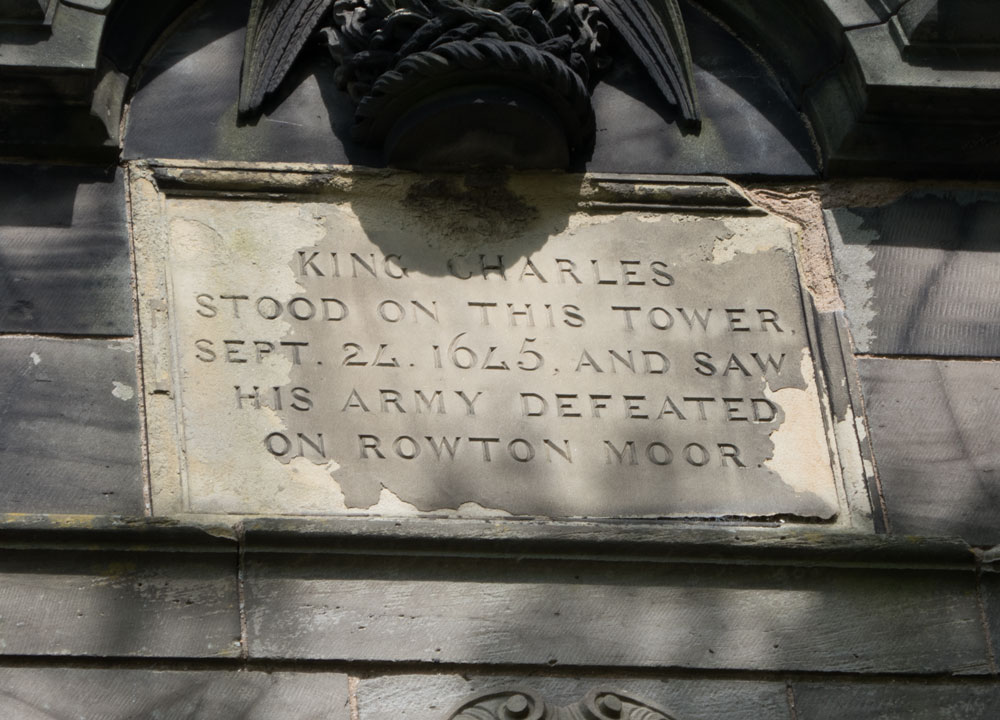 KING CHARLES
STOOD ON THIS TOWER,
SEPT. 24. 1645, AND SAW
HIS ARMY DEFEATED
ON ROWTON MOOR.